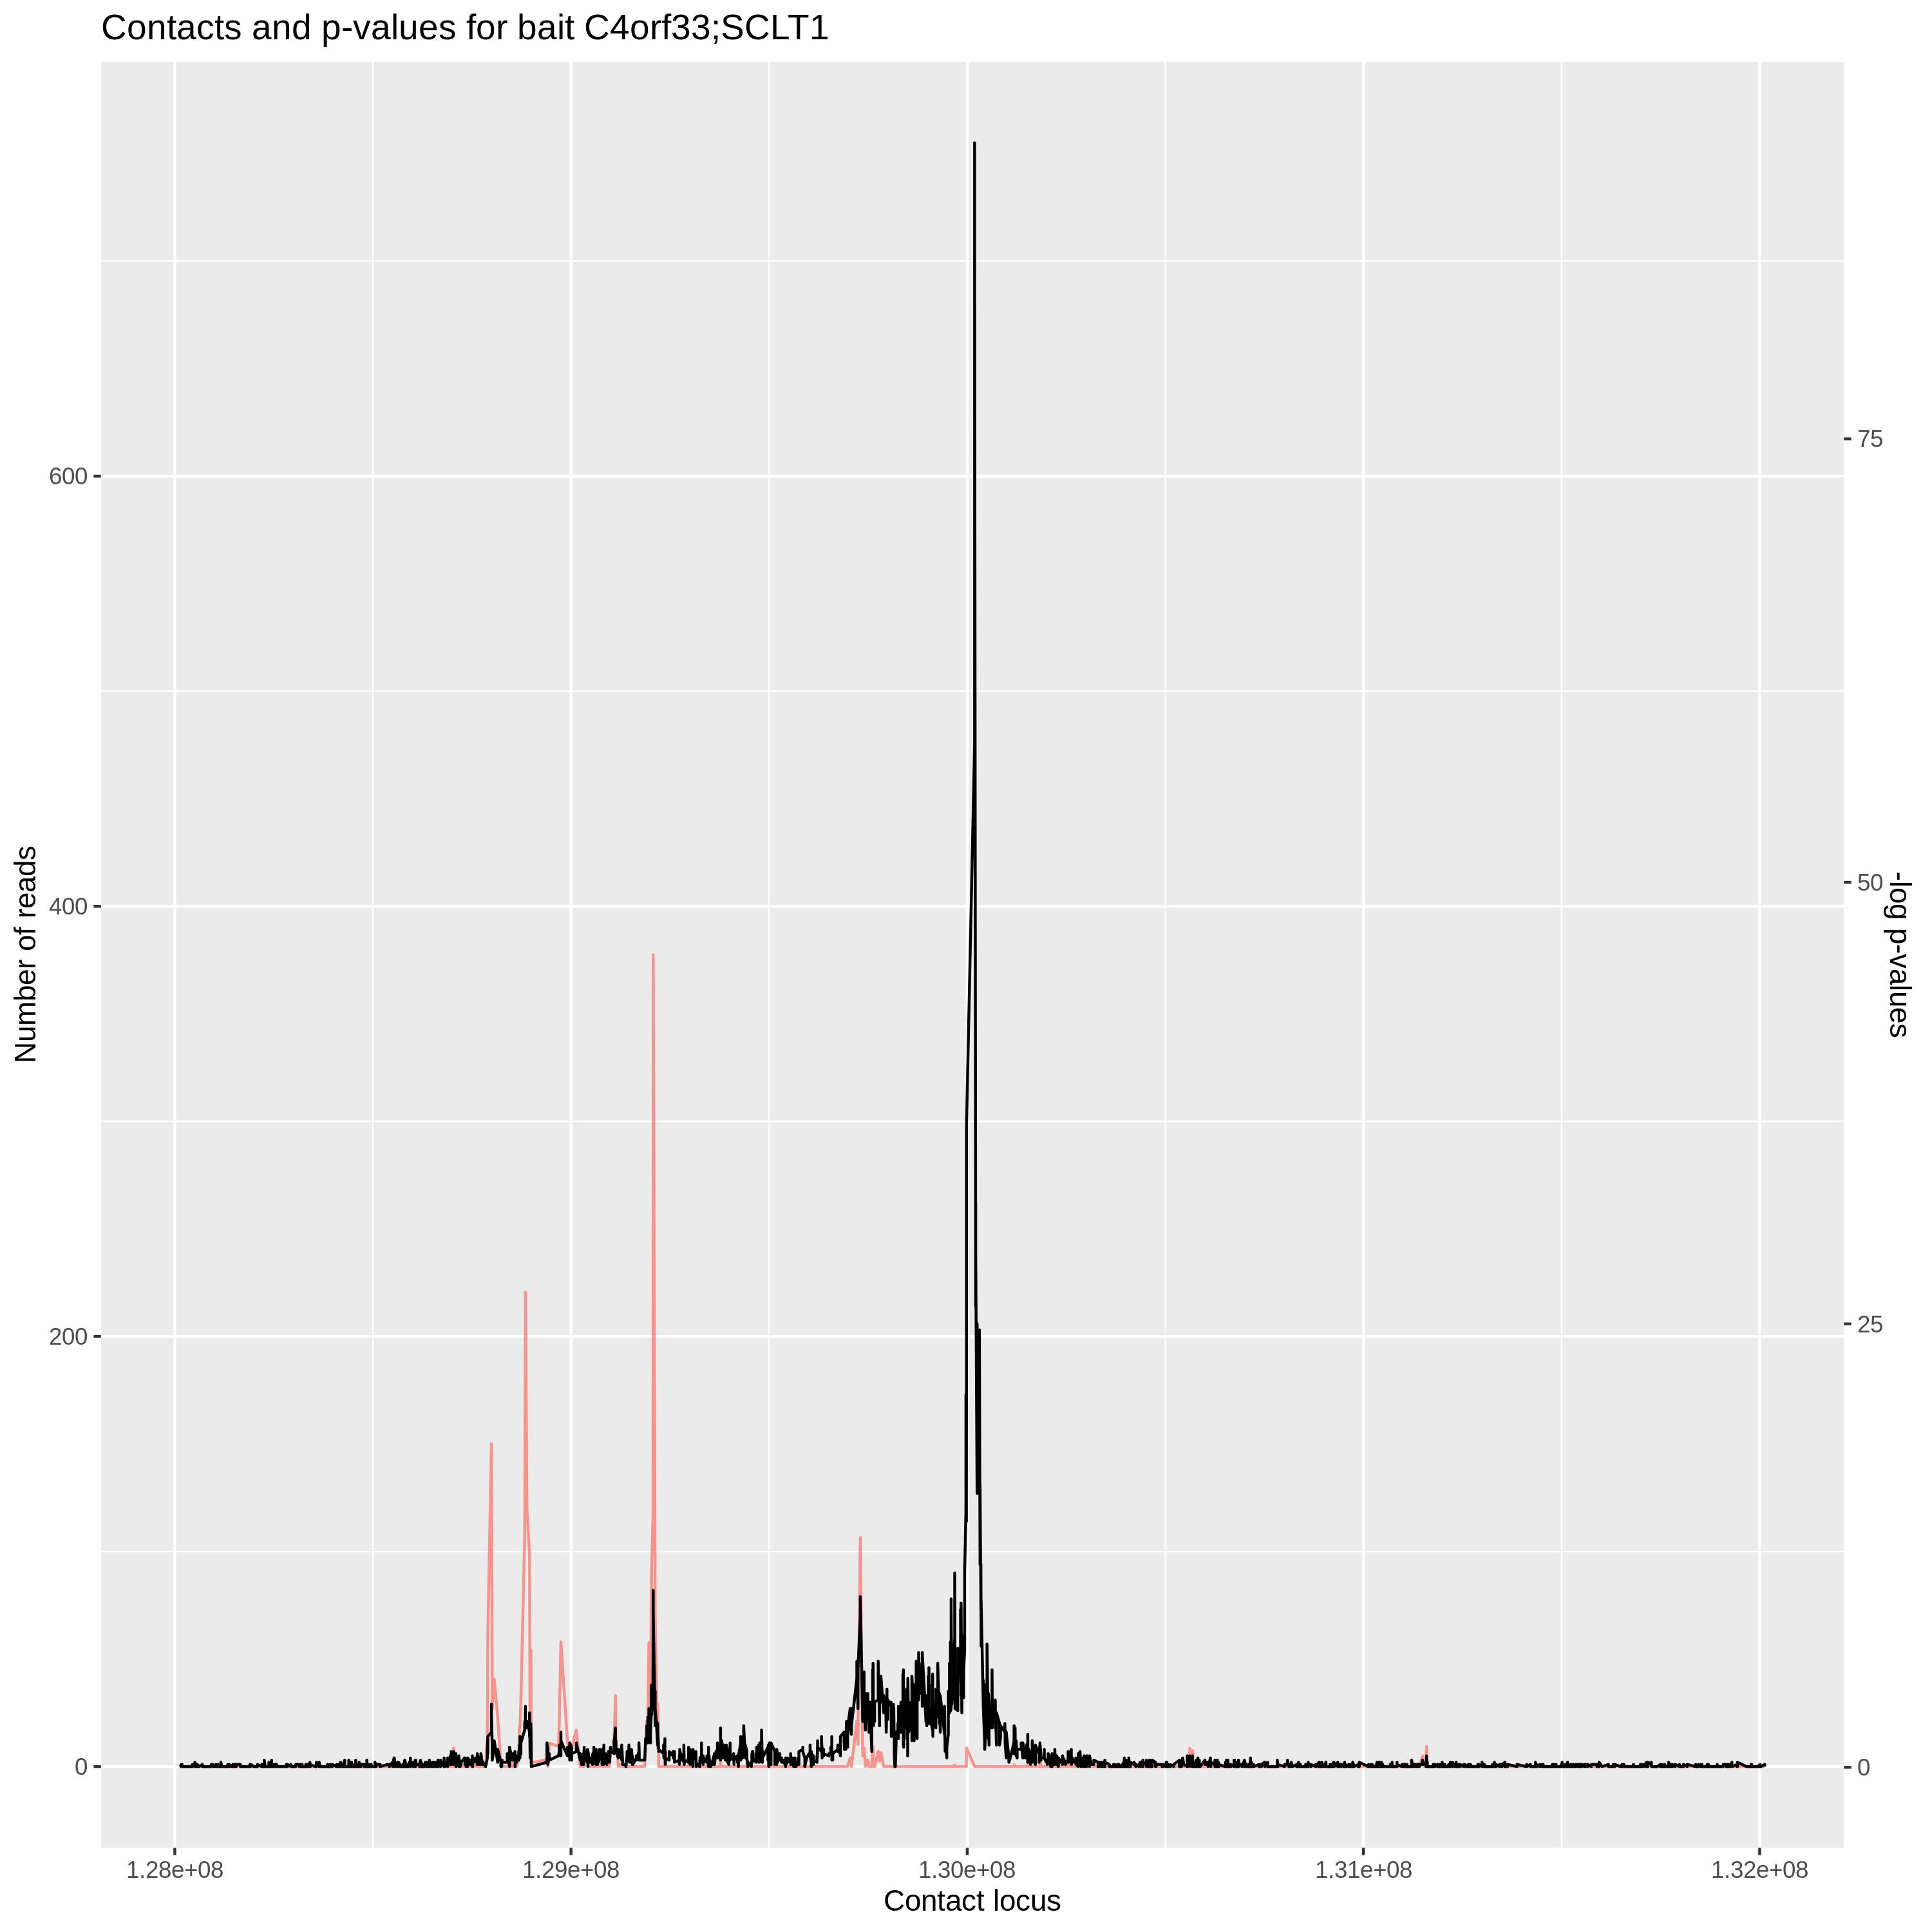 Contacts and p-values for bait C4orf33;SCLT1
Number of reads
600
400
200
0
75
50
25
0
-log p-values
1.28e+08 1.29e+08 1.30e+08 1.31e+08 1.32e+08
Contact locus